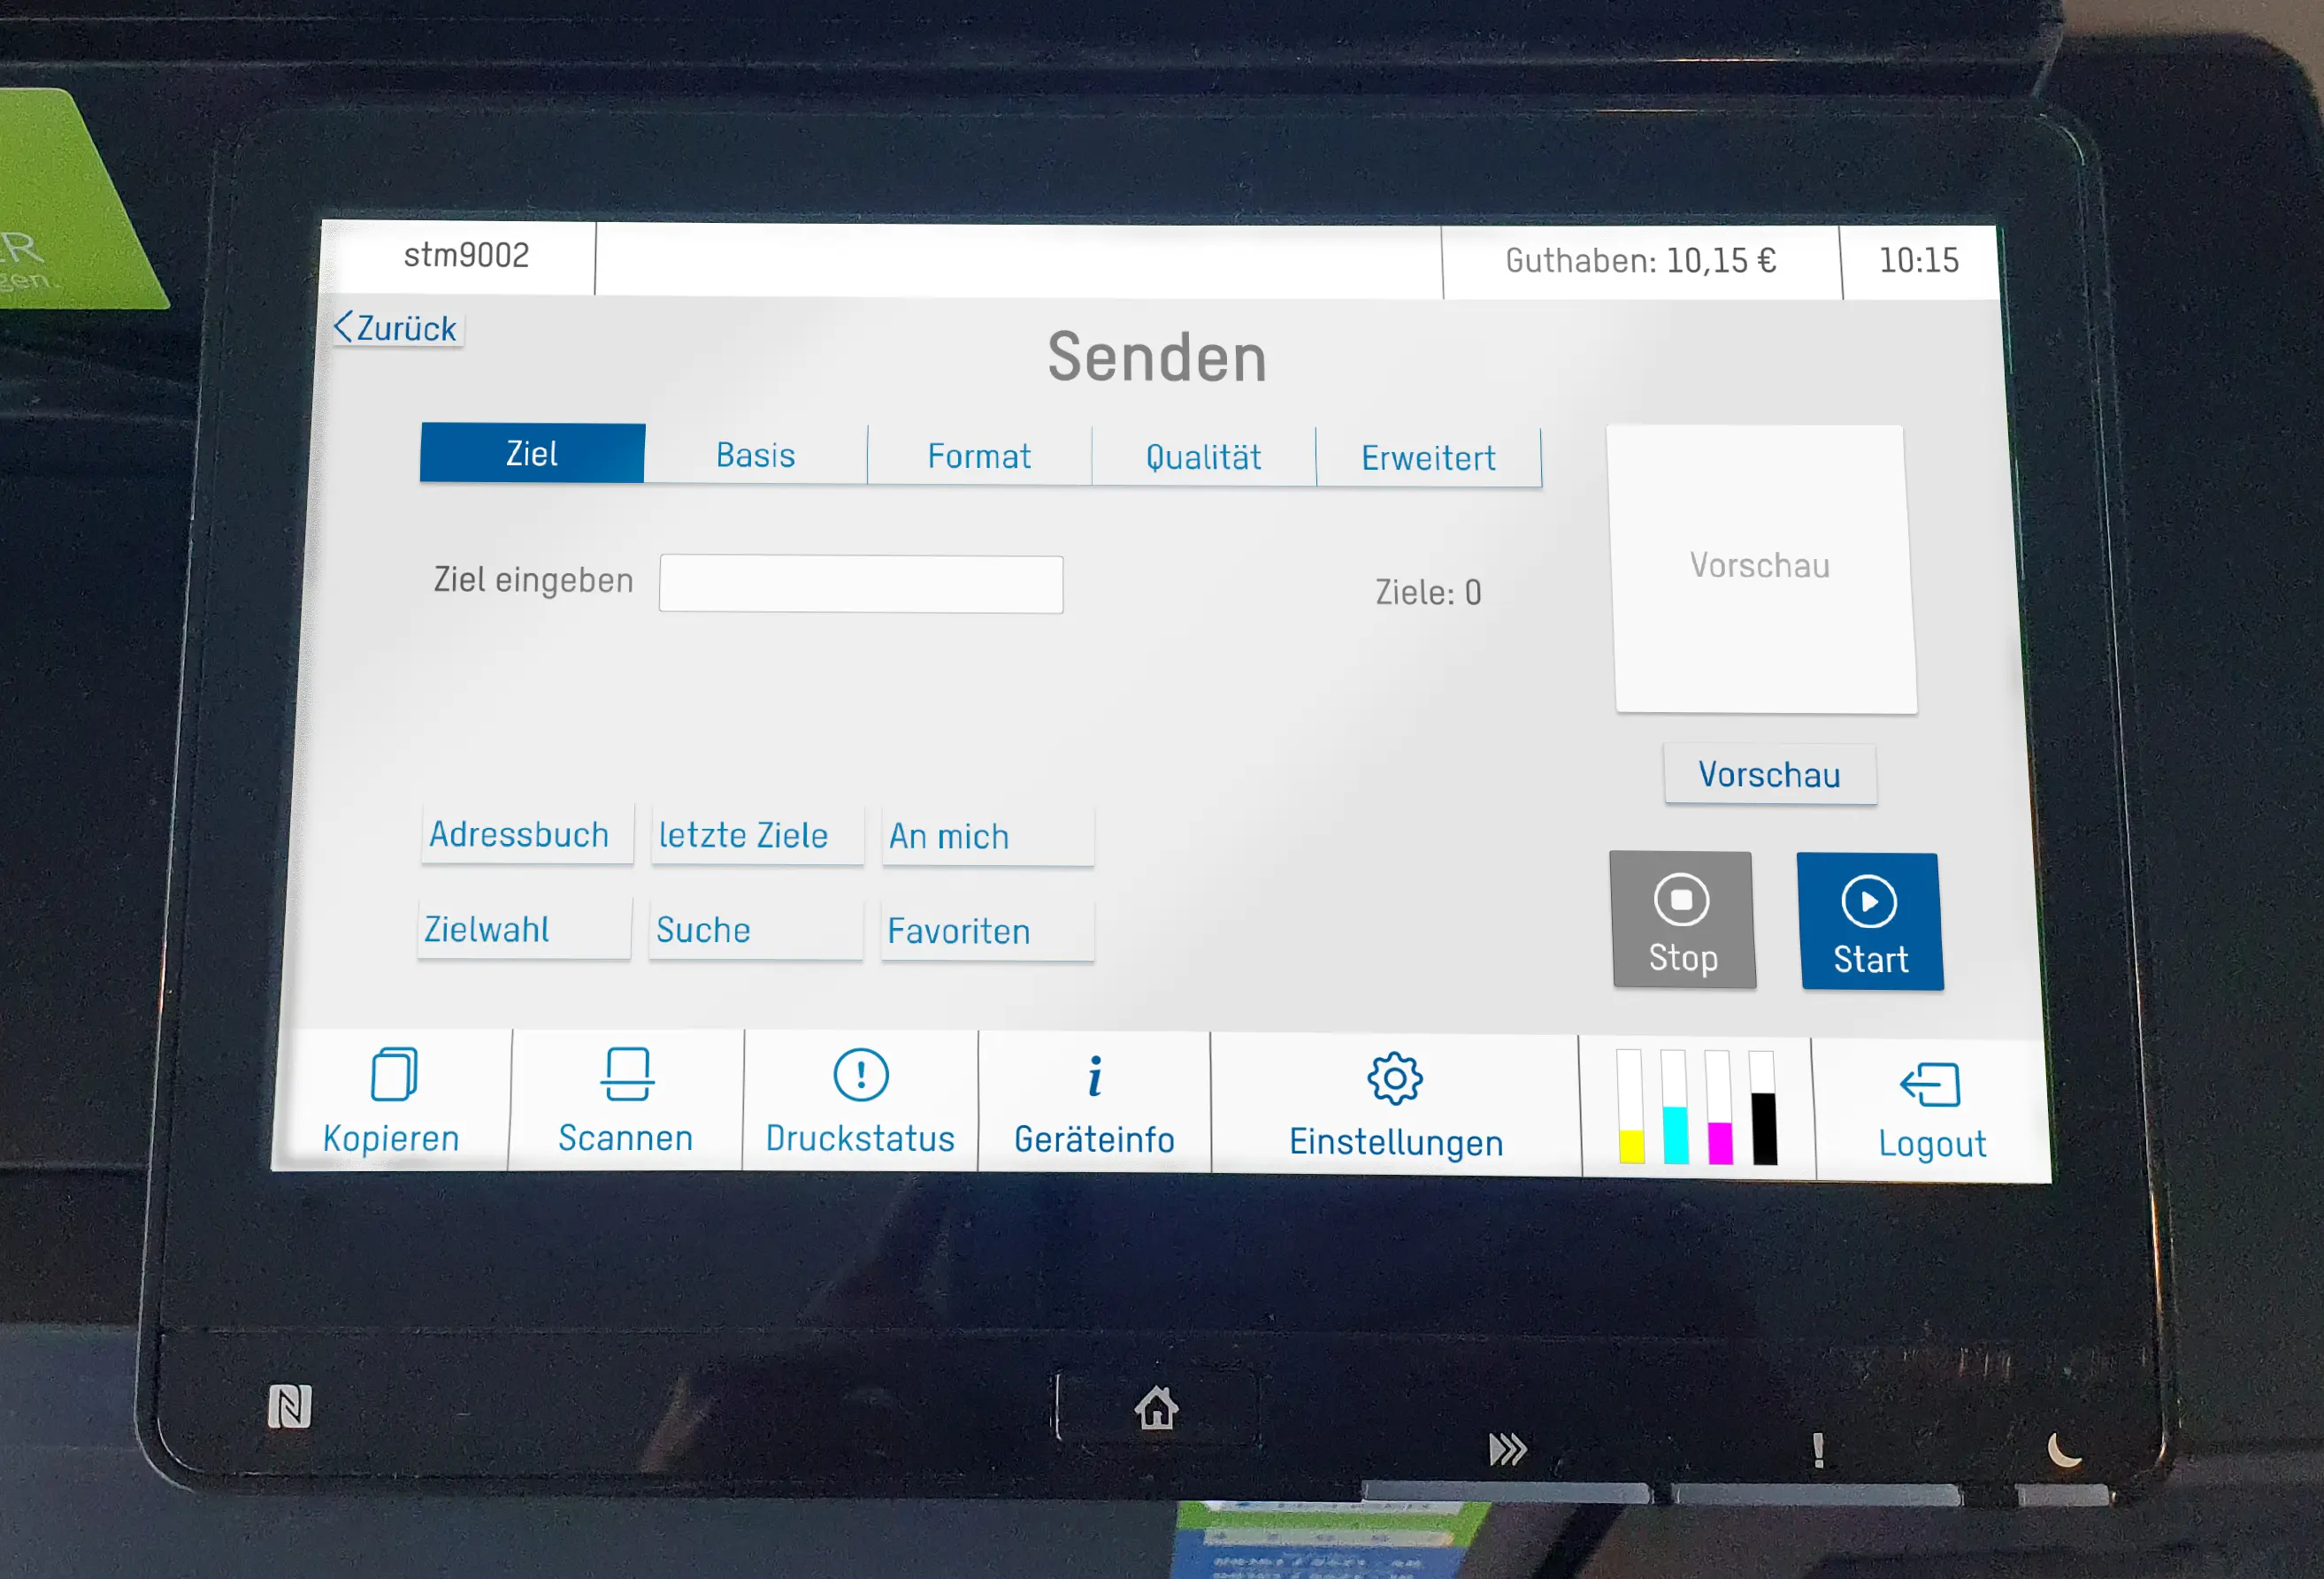 ER
gen.
stm9002
Guthaben: 10,15 €
10:15
Zurück
Senden
Ziel
Basis
Format
Qualität
Erweitert
Ziel eingeben
Ziele: 0
Vorschau
Vorschau
Adressbuch
letzte Ziele
An mich
Zielwahl
Suche
Favoriten
Stop
Start
Kopieren
Scannen
Druckstatus
i
Geräteinfo
Einstellungen
Logout